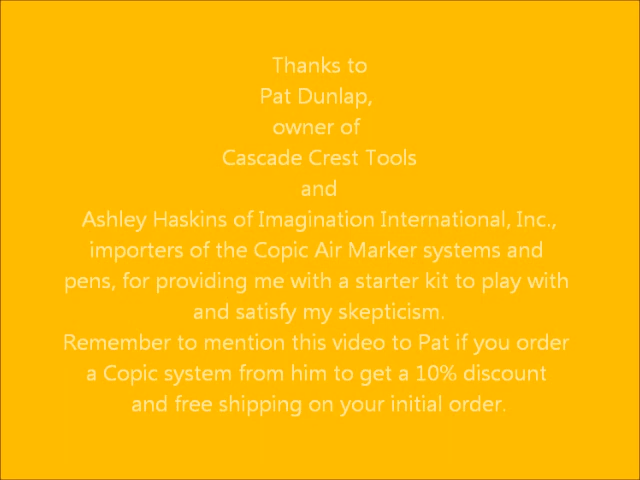 Thanks to
Pat Dunlap,
owner of
Cascade Crest Tools
and
Ashley Haskins of Imagination International, Inc.,
importers of the Copic Air Marker systems and
pens, for providing me with a starter kit to play with
and satisfy my skepticism.
Remember to mention this video to Pat if you order
a Copic system from him to get a 10% discount
and free shipping on your initial order.